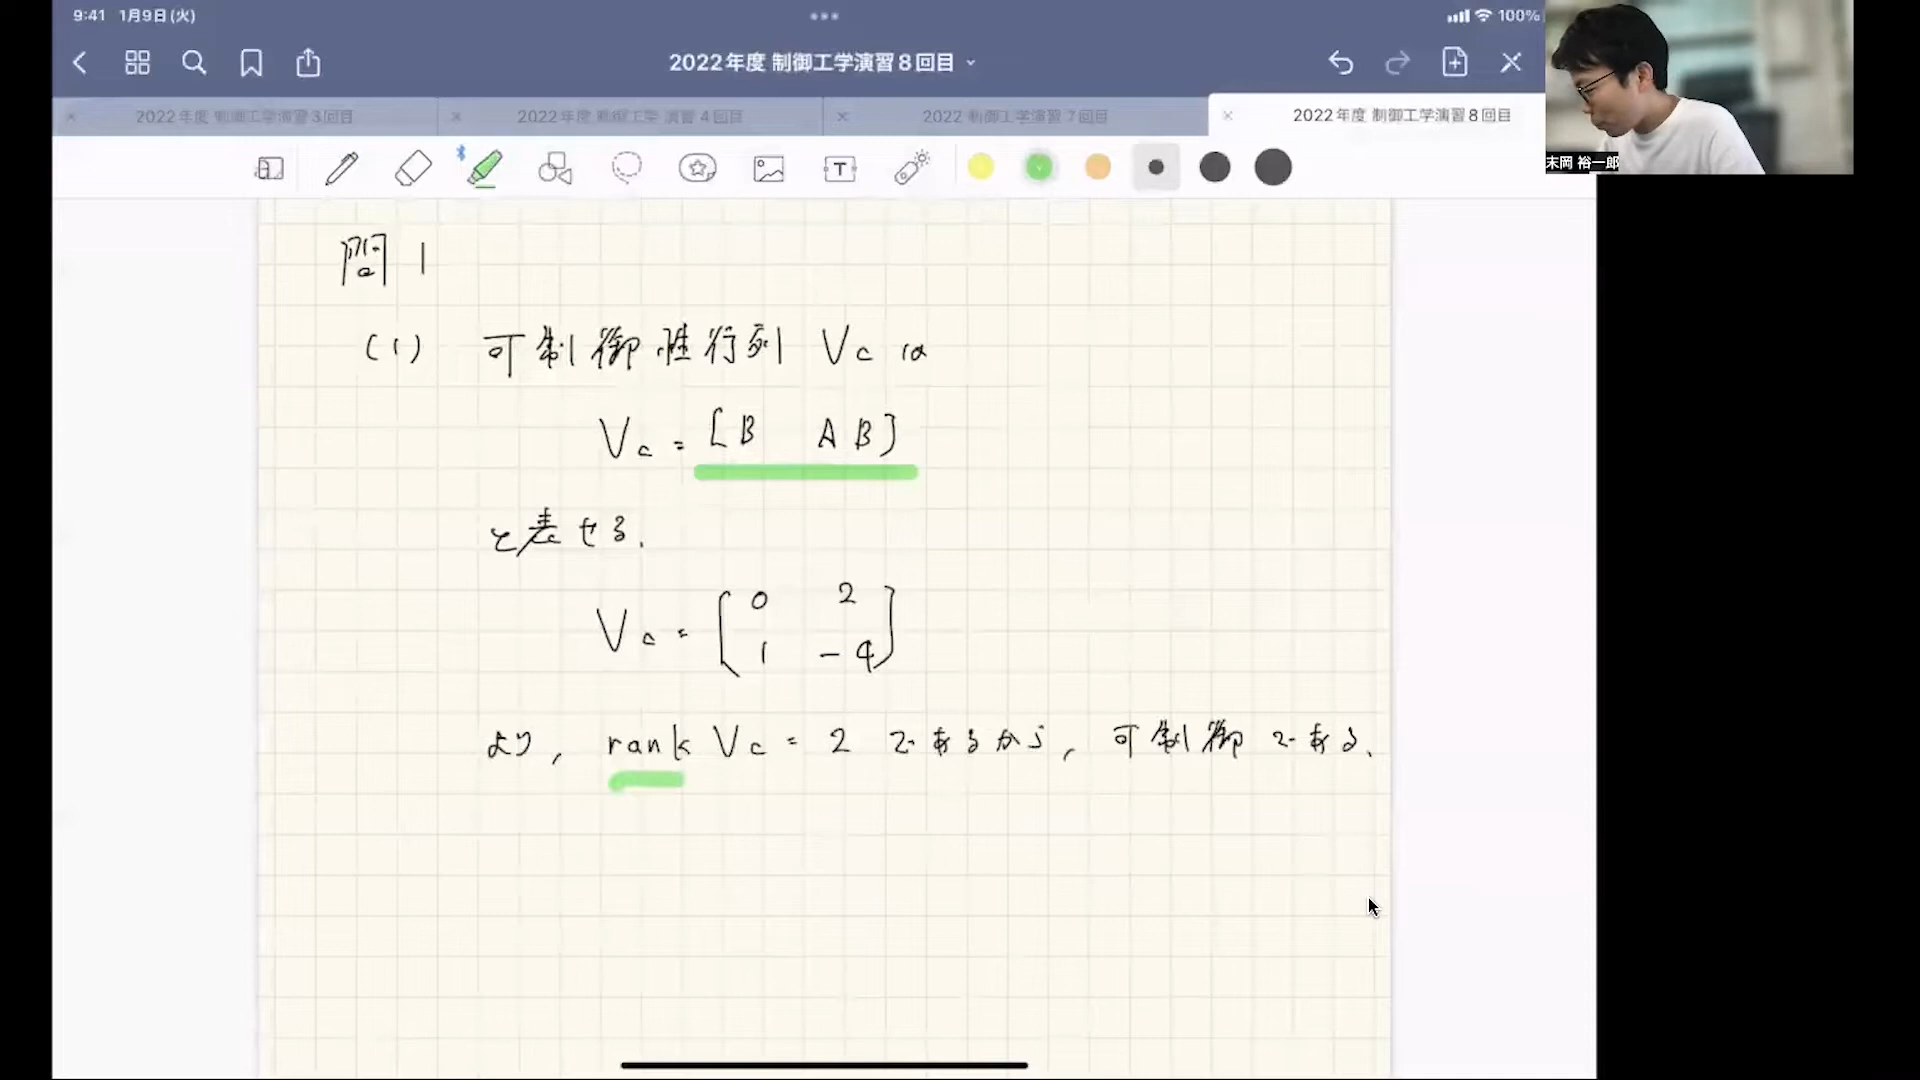 9:41 1月9日(火)
100%
2022年度 制御工学演習8回目
2022年度 制御工学演習3回目
2022年度 制御工学 演習4回目
2022 制御工学演習7回目
2022年度 制御工学演習8回目
末岡 裕一郎
問1
(1) 可制御性行列 Vc は
Vc = [B AB]
と表せる.
Vc = [0 2
1 -4]
より, rank Vc = 2 であるから, 可制御である.